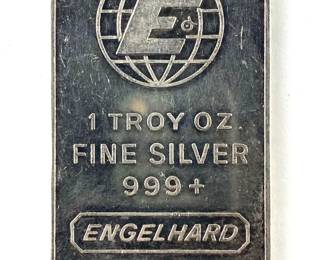 E
1 TROY OZ.
FINE SILVER
999+
ENGELHARD